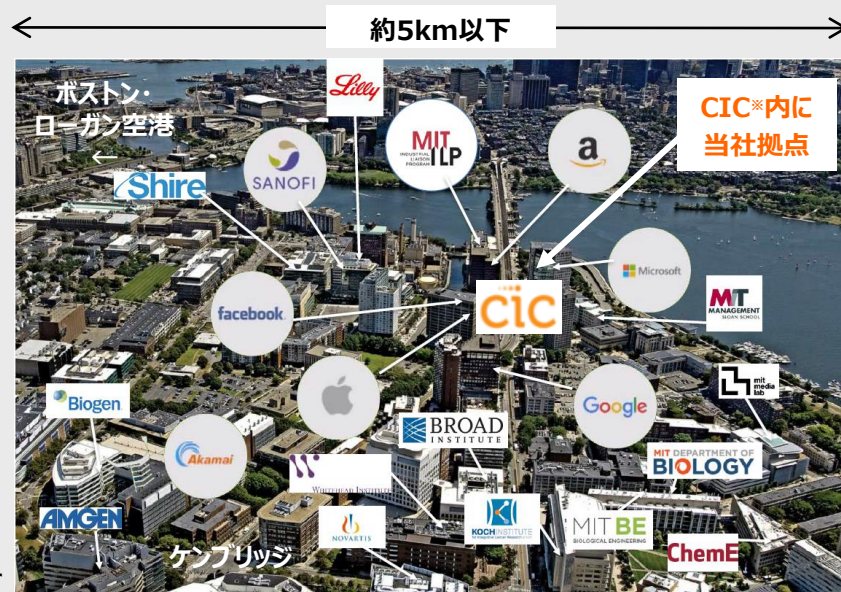 約5km以下
ボストン・
ローガン空港
←
Lilly
CIC※内に
当社拠点
Shire
SANOFI
MIT
ILP
INDUSTRIAL
LIAISON
PROGRAM
a
facebook
CIC
Microsoft
MIT
MANAGEMENT
SLOAN SCHOOL
mit
media
lab
Biogen
Akamai
BROAD
INSTITUTE
Google
WHITEHEAD INSTITUTE
MIT DEPARTMENT OF
BIOLOGY
AMGEN
ケンブリッジ
NOVARTIS
KOCH INSTITUTE
MIT BE
BIOLOGICAL ENGINEERING
ChemE